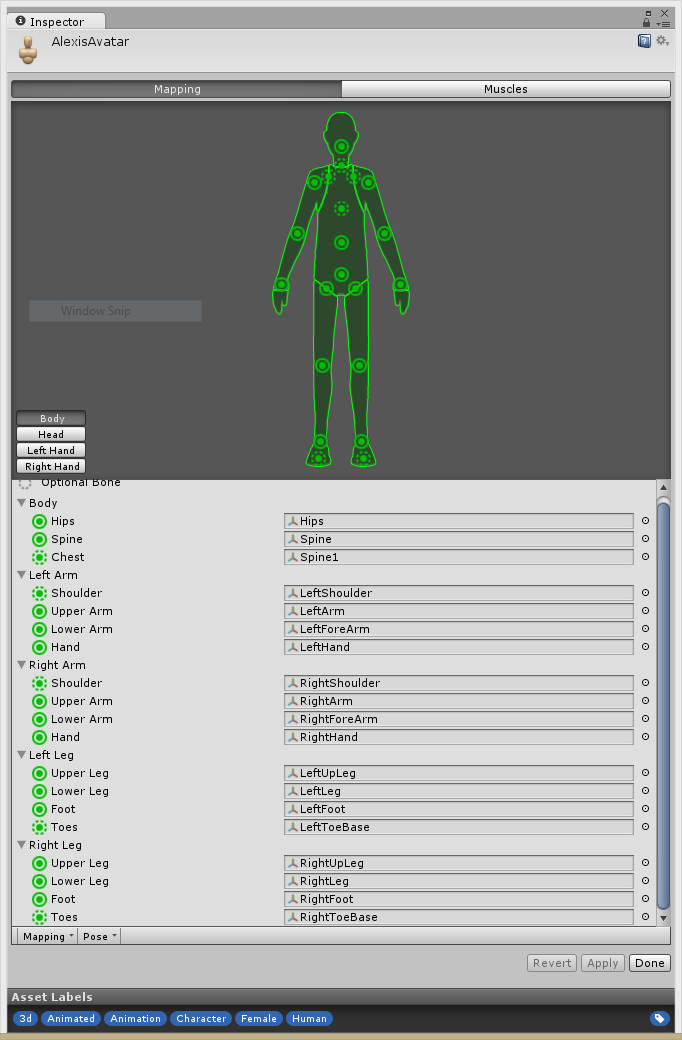 Inspector
AlexisAvatar
Mapping Muscles
Window Snip
Body
Head
Left Hand
Right Hand
Optional Bone
Body
Hips Hips
Spine Spine
Chest Spine1
Left Arm
Shoulder LeftShoulder
Upper Arm LeftArm
Lower Arm LeftForeArm
Hand LeftHand
Right Arm
Shoulder RightShoulder
Upper Arm RightArm
Lower Arm RightForeArm
Hand RightHand
Left Leg
Upper Leg LeftUpLeg
Lower Leg LeftLeg
Foot LeftFoot
Toes LeftToeBase
Right Leg
Upper Leg RightUpLeg
Lower Leg RightLeg
Foot RightFoot
Toes RightToeBase
Mapping Pose
Revert Apply Done
Asset Labels
3d Animated Animation Character Female Human